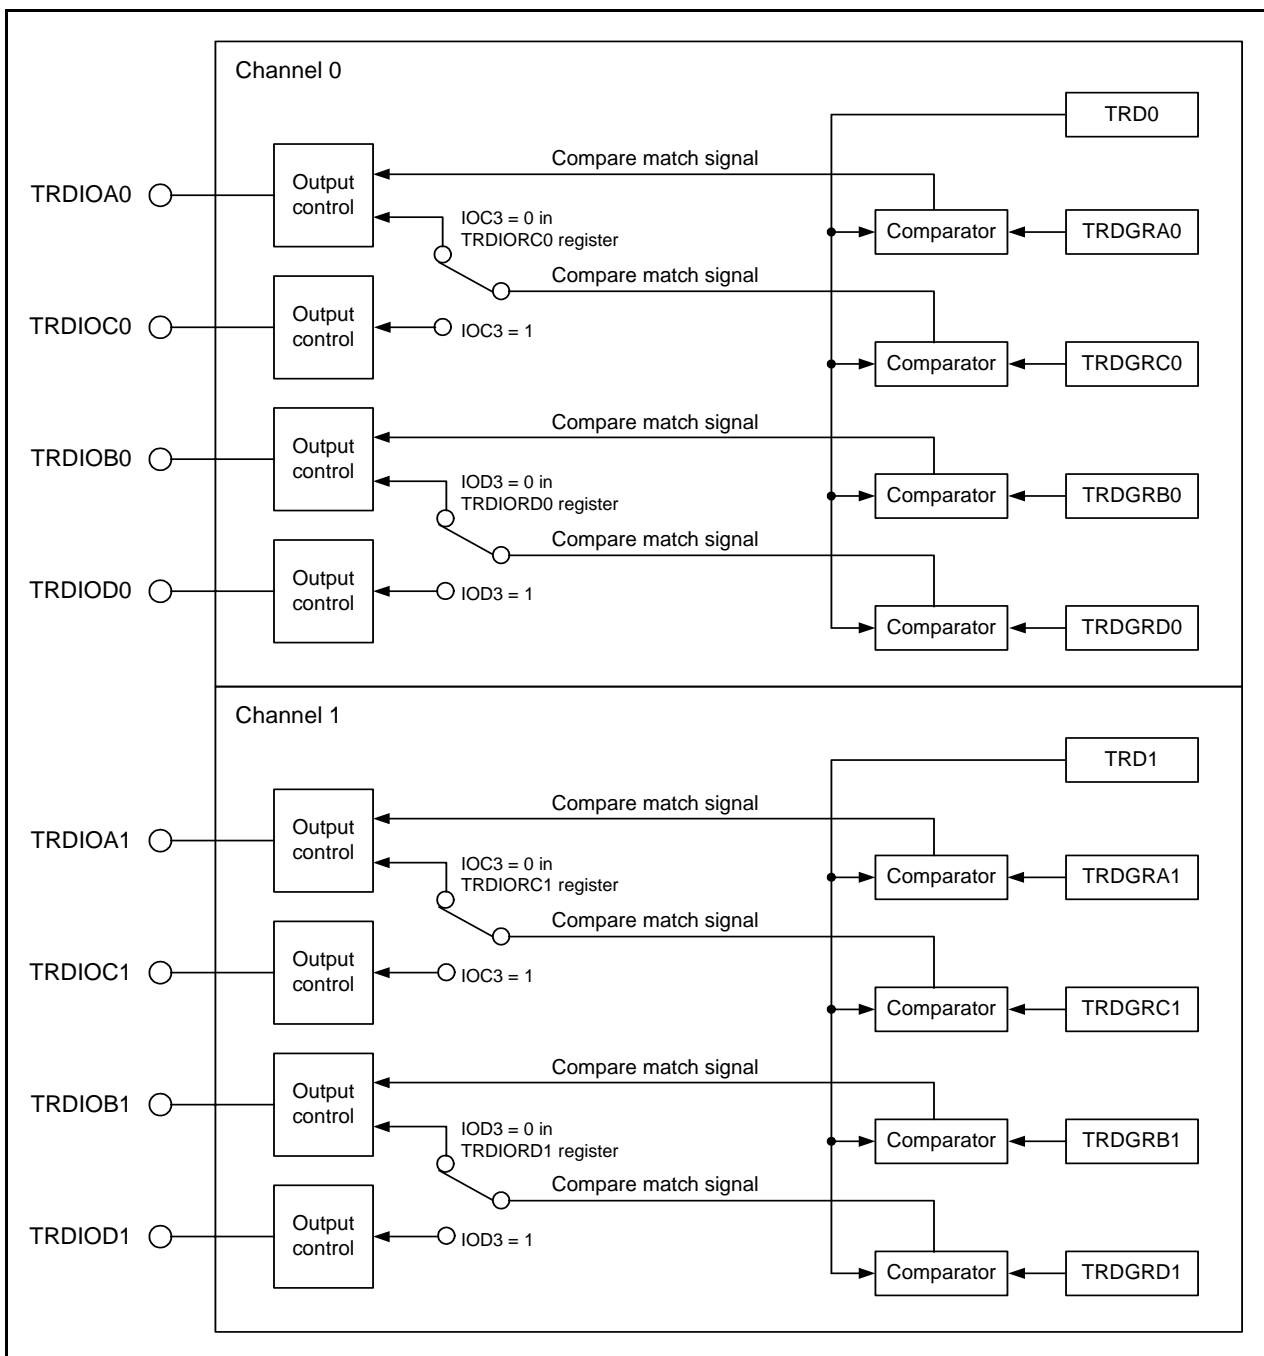 Channel 0
TRD0
Compare match signal
TRDIOA0
Output
control
IOC3 = 0 in
TRDIORC0 register
Comparator
TRDGRA0
Compare match signal
TRDIOC0
Output
control
IOC3 = 1
Comparator
TRDGRC0
Compare match signal
TRDIOB0
Output
control
IOD3 = 0 in
TRDIORD0 register
Comparator
TRDGRB0
Compare match signal
TRDIOD0
Output
control
IOD3 = 1
Comparator
TRDGRD0
Channel 1
TRD1
Compare match signal
TRDIOA1
Output
control
IOC3 = 0 in
TRDIORC1 register
Comparator
TRDGRA1
Compare match signal
TRDIOC1
Output
control
IOC3 = 1
Comparator
TRDGRC1
Compare match signal
TRDIOB1
Output
control
IOD3 = 0 in
TRDIORD1 register
Comparator
TRDGRB1
Compare match signal
TRDIOD1
Output
control
IOD3 = 1
Comparator
TRDGRD1